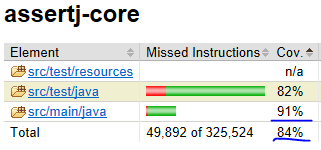 assertj-core
Element Missed Instructions Cov.
src/test/resources n/a
src/test/java 82%
src/main/java 91%
Total 49,892 of 325,524 84%